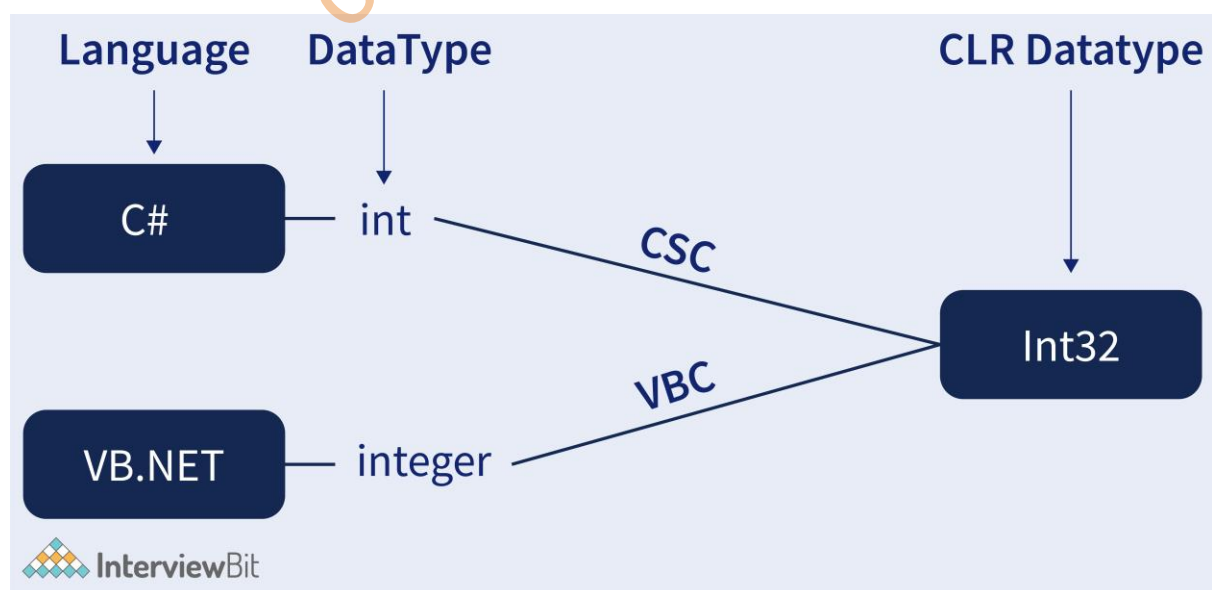 Language
DataType
CLR Datatype
C#
int
CSC
Int32
VBC
VB.NET
integer
InterviewBit